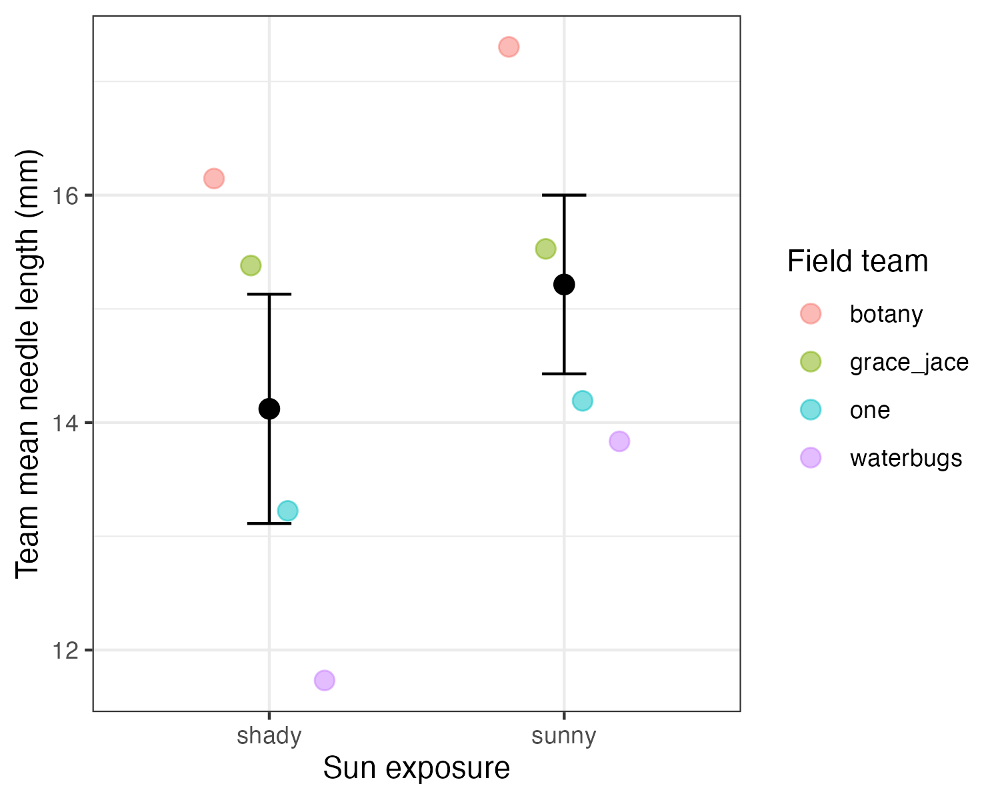 Team mean needle length (mm)
16
14
12
shady
sunny
Sun exposure
Field team
botany
grace_jace
one
waterbugs